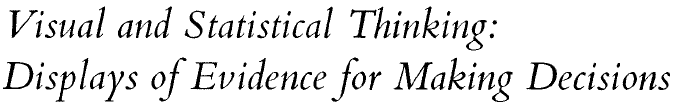 Visual and Statistical Thinking:
Displays of Evidence for Making Decisions